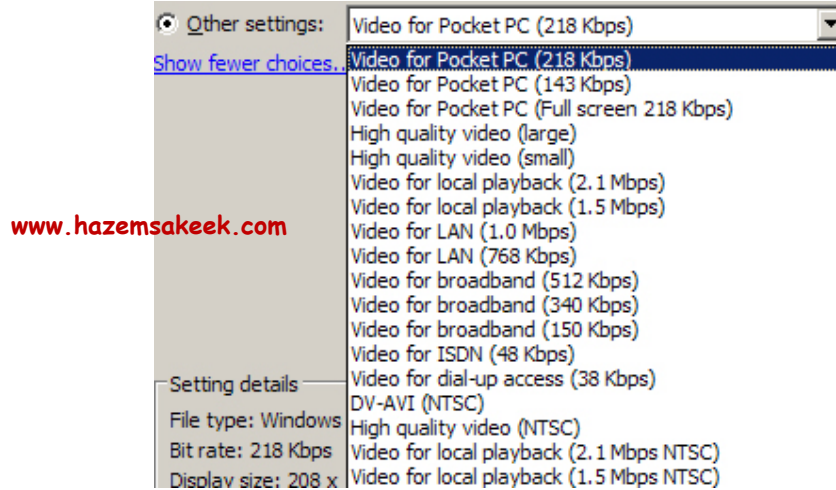 Other settings: Video for Pocket PC (218 Kbps)
Show fewer choices..
Video for Pocket PC (218 Kbps)
Video for Pocket PC (143 Kbps)
Video for Pocket PC (Full screen 218 Kbps)
High quality video (large)
High quality video (small)
Video for local playback (2.1 Mbps)
Video for local playback (1.5 Mbps)
www.hazemsakeek.com
Video for LAN (1.0 Mbps)
Video for LAN (768 Kbps)
Video for broadband (512 Kbps)
Video for broadband (340 Kbps)
Video for broadband (150 Kbps)
Video for ISDN (48 Kbps)
Video for dial-up access (38 Kbps)
DV-AVI (NTSC)
High quality video (NTSC)
Video for local playback (2.1 Mbps NTSC)
Video for local playback (1.5 Mbps NTSC)
Setting details
File type: Windows
Bit rate: 218 Kbps
Display size: 208 x